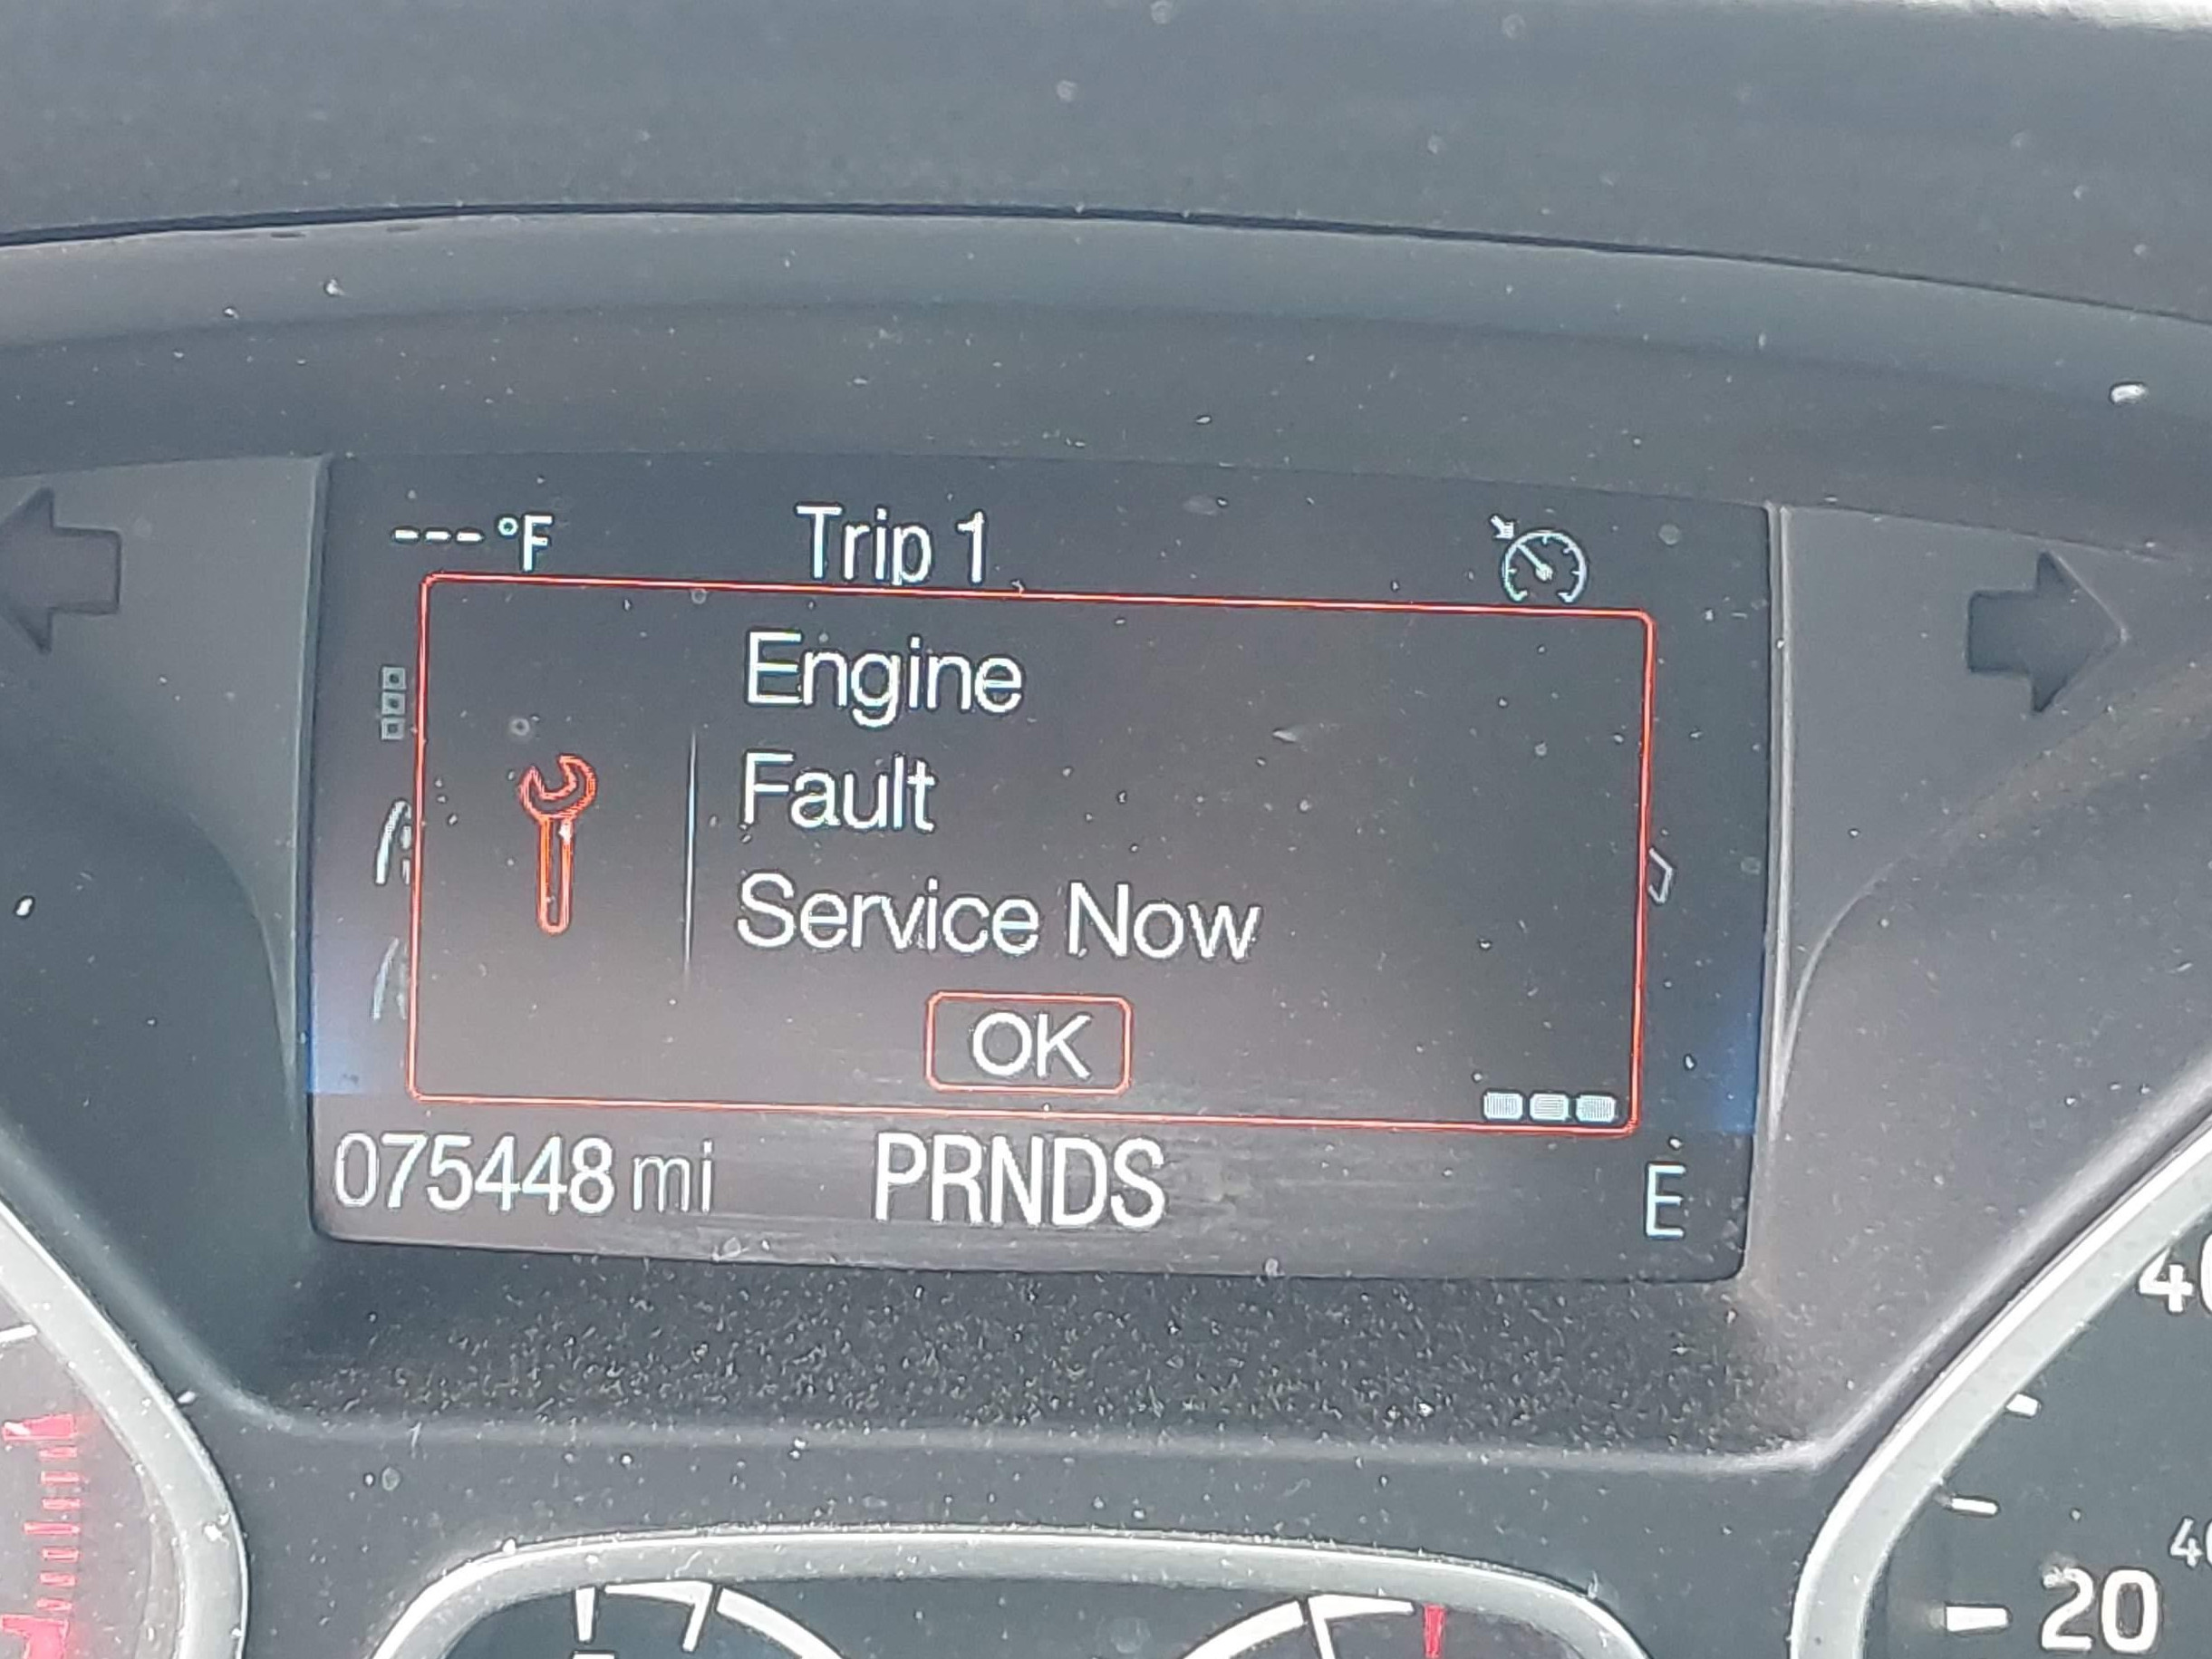 ---°F Trip 1
Engine
Fault
Service Now
OK
075448 mi PRNDS E
20